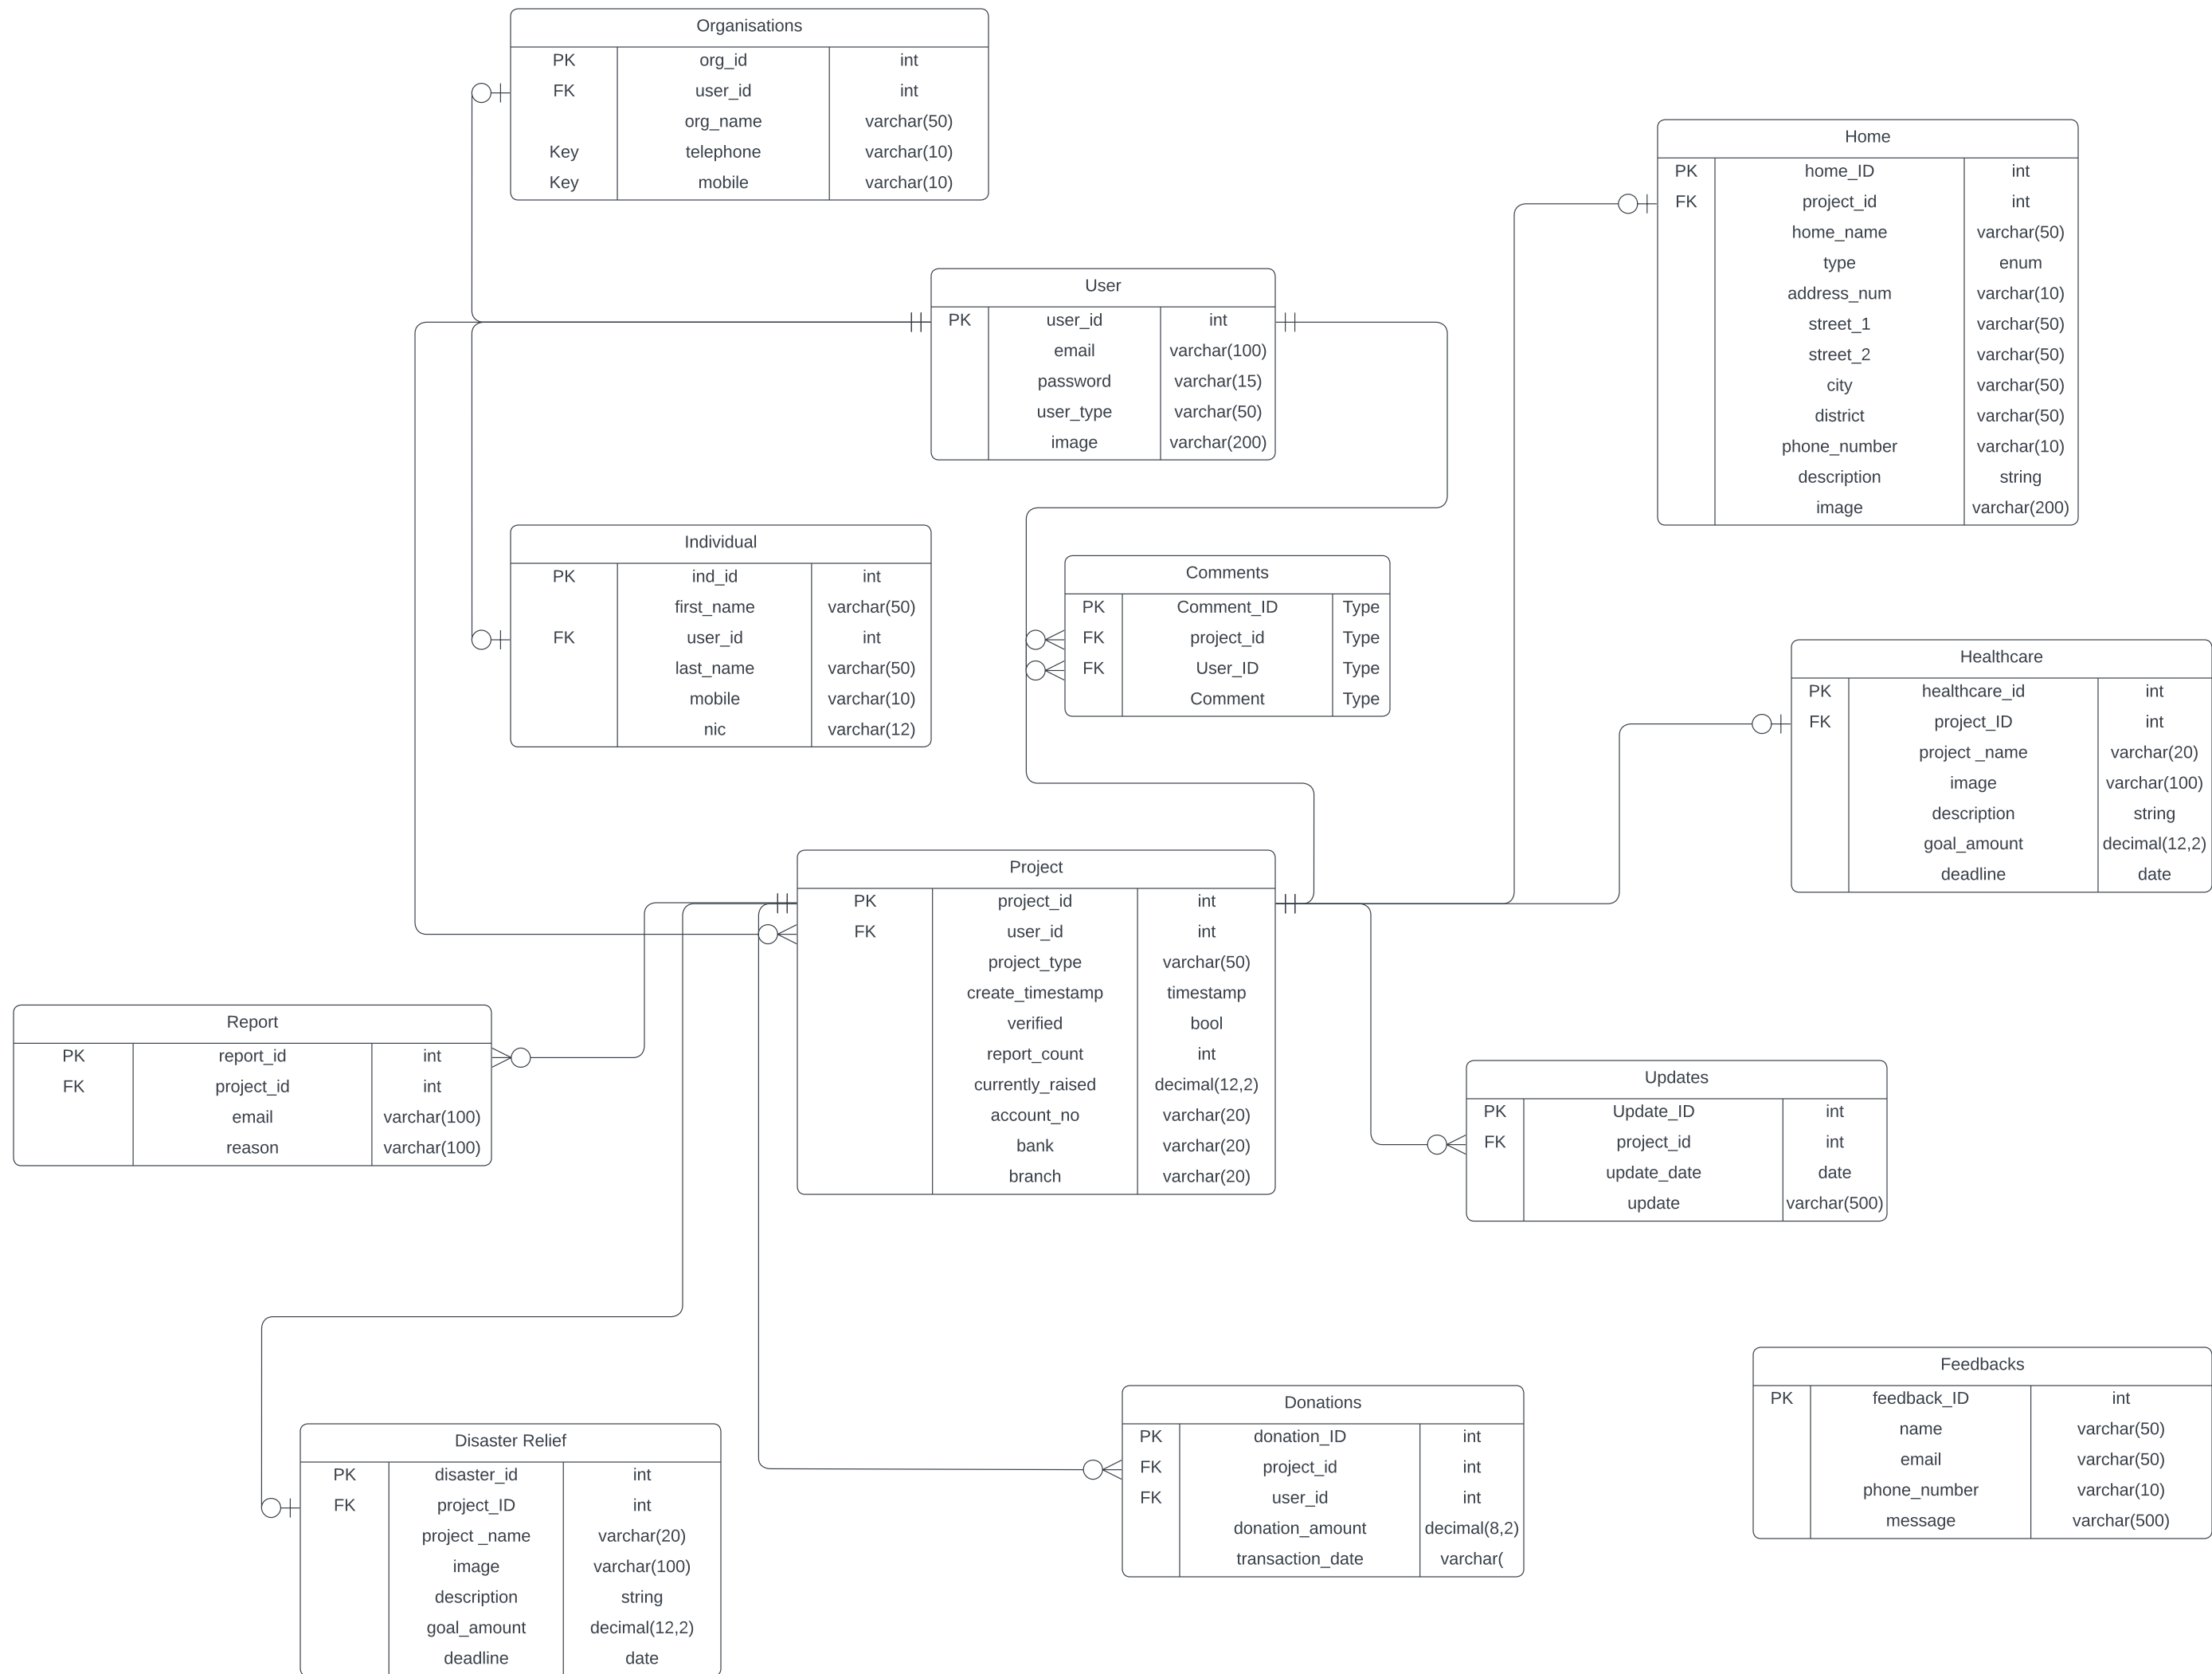 Organisations
PK org_id int
FK user_id int
org_name varchar(50)
Key telephone varchar(10)
Key mobile varchar(10)
Home
PK home_ID int
FK project_id int
home_name varchar(50)
type enum
address_num varchar(10)
street_1 varchar(50)
street_2 varchar(50)
city varchar(50)
district varchar(50)
phone_number varchar(10)
description string
image varchar(200)
User
PK user_id int
email varchar(100)
password varchar(15)
user_type varchar(50)
image varchar(200)
Individual
PK ind_id int
first_name varchar(50)
FK user_id int
last_name varchar(50)
mobile varchar(10)
nic varchar(12)
Comments
PK Comment_ID Type
FK project_id Type
FK User_ID Type
Comment Type
Healthcare
PK healthcare_id int
FK project_ID int
project _name varchar(20)
image varchar(100)
description string
goal_amount decimal(12,2)
deadline date
Project
PK project_id int
FK user_id int
project_type varchar(50)
create_timestamp timestamp
verified bool
report_count int
currently_raised decimal(12,2)
account_no varchar(20)
bank varchar(20)
branch varchar(20)
Report
PK report_id int
FK project_id int
email varchar(100)
reason varchar(100)
Updates
PK Update_ID int
FK project_id int
update_date date
update varchar(500)
Feedbacks
PK feedback_ID int
name varchar(50)
email varchar(50)
phone_number varchar(10)
message varchar(500)
Donations
PK donation_ID int
FK project_id int
FK user_id int
donation_amount decimal(8,2)
transaction_date varchar(
Disaster Relief
PK disaster_id int
FK project_ID int
project _name varchar(20)
image varchar(100)
description string
goal_amount decimal(12,2)
deadline date